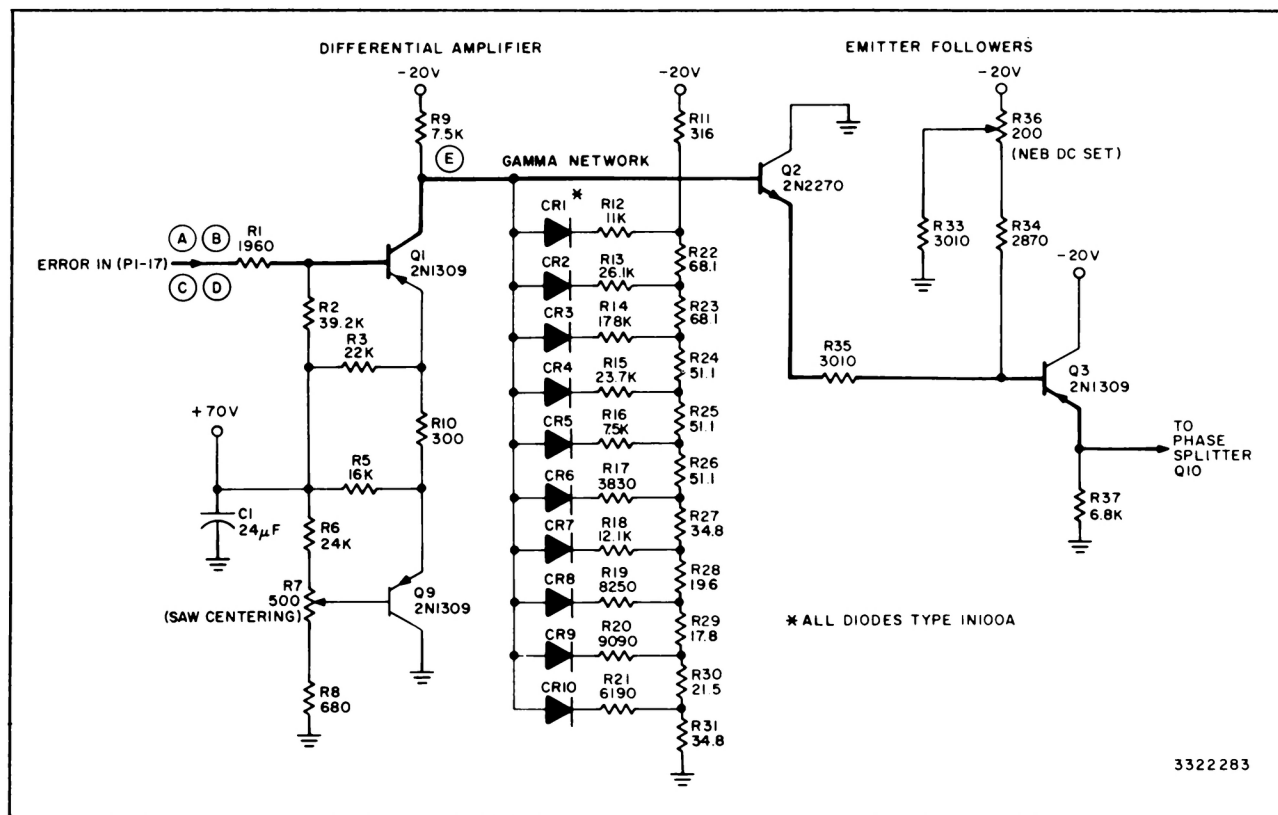 DIFFERENTIAL AMPLIFIER
EMITTER FOLLOWERS
-20V
-20V
-20V
R9
7.5K
E
R11
316
R36
200
(NEB DC SET)
GAMMA NETWORK
Q2
2N2270
A B
C D
R1
1960
ERROR IN (P1-17)
Q1
2N1309
CR1 *
R12
11K
R22
68.1
R33
3010
R34
2870
CR2
R13
26.1K
R23
68.1
-20V
R2
39.2K
R3
22K
CR3
R14
178K
R24
51.1
CR4
R15
23.7K
R25
51.1
R35
3010
Q3
2N1309
+70V
R10
300
CR5
R16
7.5K
R26
51.1
TO
PHASE
SPLITTER
Q10
R5
16K
CR6
R17
3830
R27
34.8
R37
6.8K
C1
24μF
R6
24K
CR7
R18
12.1K
R28
19.6
R7
500
(SAW CENTERING)
Q9
2N1309
CR8
R19
8250
R29
17.8
* ALL DIODES TYPE IN100A
CR9
R20
9090
R30
21.5
R8
680
CR10
R21
6190
R31
34.8
3322283